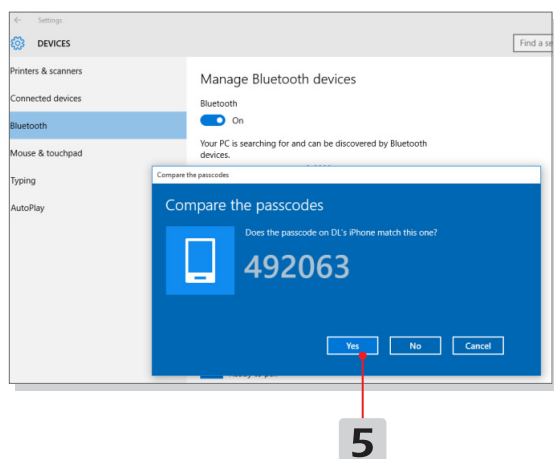 Settings
DEVICES
Find a se
Printers & scanners
Connected devices
Bluetooth
Mouse & touchpad
Typing
AutoPlay
Manage Bluetooth devices
Bluetooth
On
Your PC is searching for and can be discovered by Bluetooth
devices.
Compare the passcodes
Compare the passcodes
Does the passcode on DL's iPhone match this one?
492063
Yes
No
Cancel
5